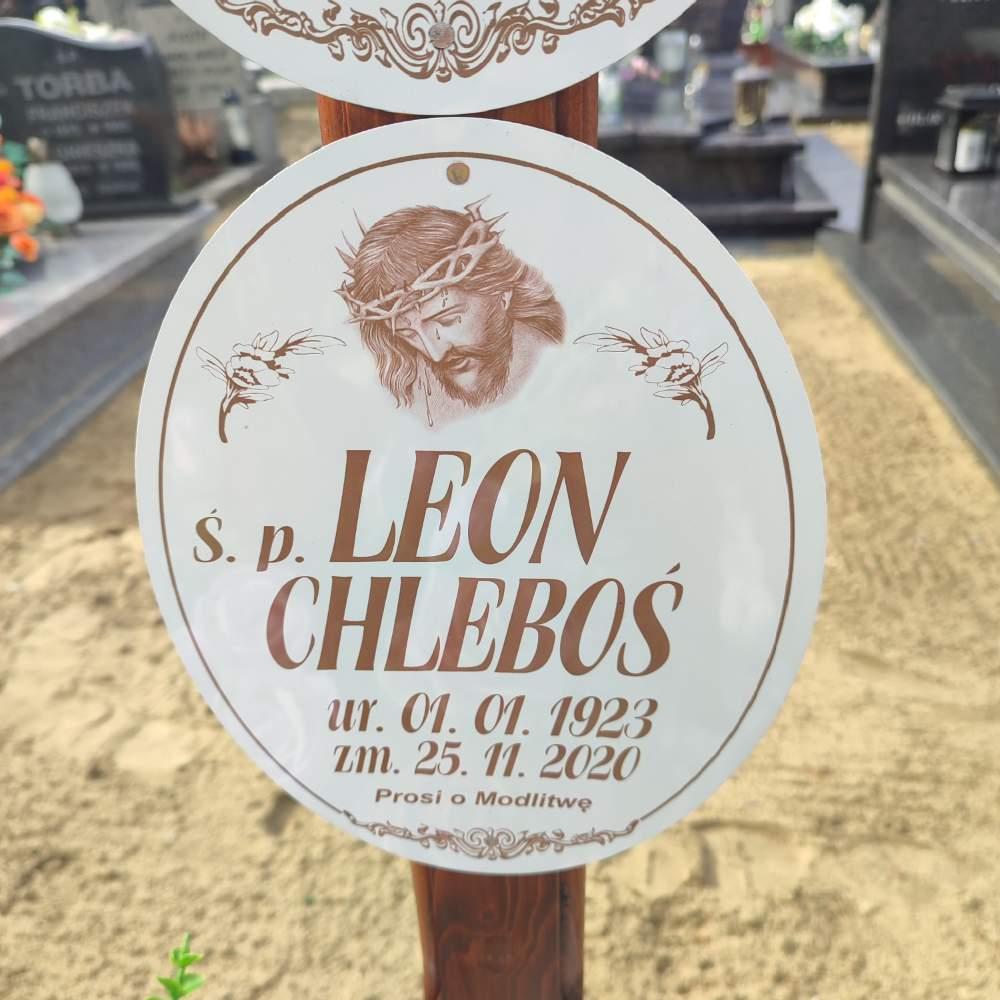 TORBA
Ś. p. LEON
CHLEBOŚ
ur. 01. 01. 1923
zm. 25. 11. 2020
Prosi o Modlitwę